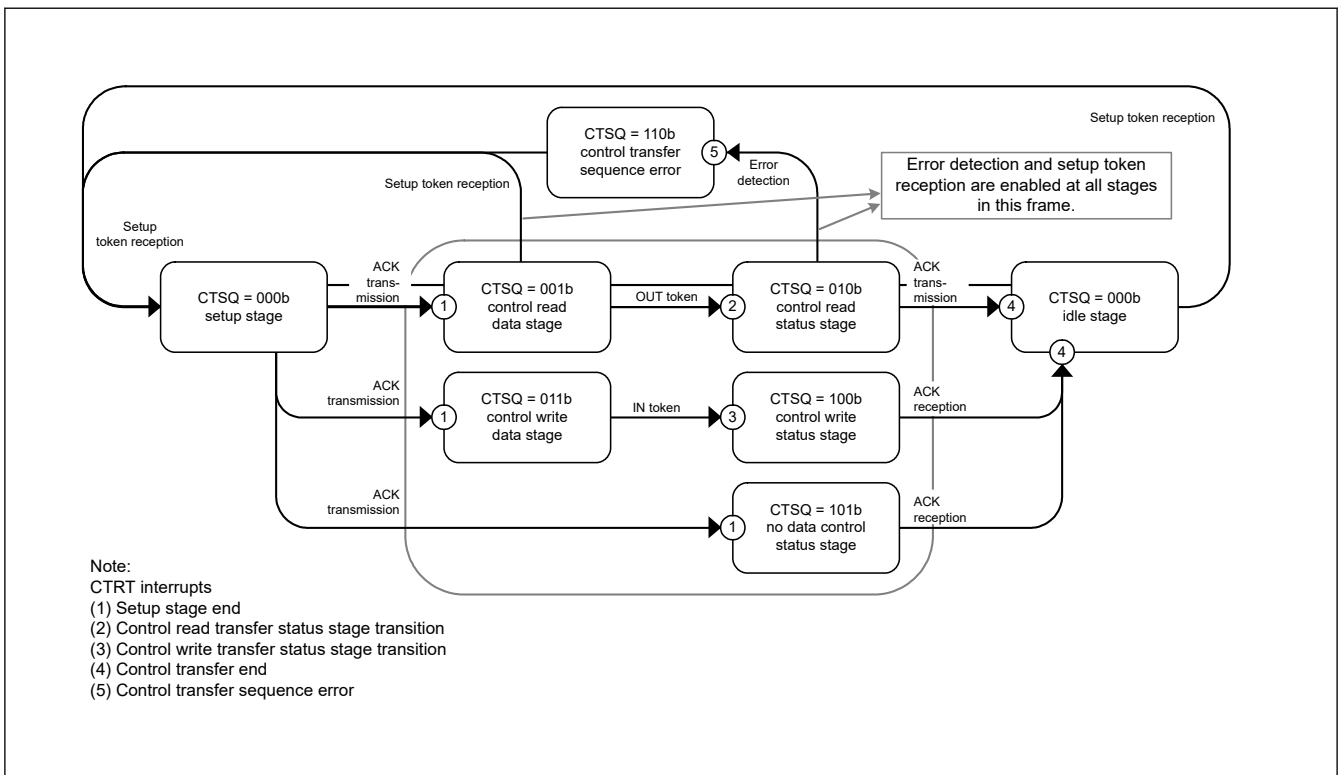 Setup token reception
CTSQ = 110b
control transfer
sequence error
5
Error
detection
Error detection and setup token
reception are enabled at all stages
in this frame.
Setup token reception
Setup
token reception
CTSQ = 000b
setup stage
ACK
trans-
mission
1
CTSQ = 001b
control read
data stage
OUT token
2
CTSQ = 010b
control read
status stage
ACK
trans-
mission
4
CTSQ = 000b
idle stage
4
ACK
transmission
1
CTSQ = 011b
control write
data stage
IN token
3
CTSQ = 100b
control write
status stage
ACK
reception
ACK
transmission
1
CTSQ = 101b
no data control
status stage
ACK
reception
Note:
CTRT interrupts
(1) Setup stage end
(2) Control read transfer status stage transition
(3) Control write transfer status stage transition
(4) Control transfer end
(5) Control transfer sequence error